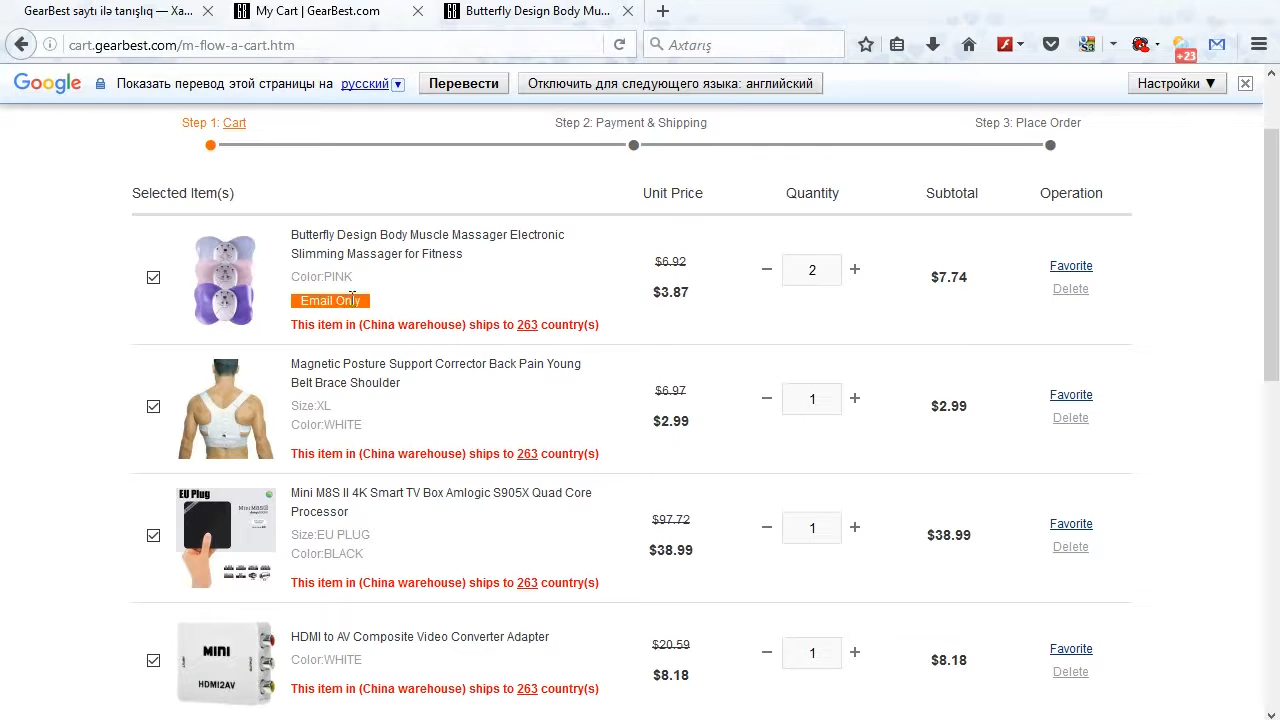 GearBest saytı ilə tanışlıq — Xa...
My Cart | GearBest.com
Butterfly Design Body Mu...
cart.gearbest.com/m-flow-a-cart.htm
Axtarış
+23
Google
Показать перевод этой страницы на русский
Перевести
Отключить для следующего языка: английский
Настройки ▼
Step 1: Cart
Step 2: Payment & Shipping
Step 3: Place Order
Selected Item(s)
Unit Price
Quantity
Subtotal
Operation
Butterfly Design Body Muscle Massager Electronic
Slimming Massager for Fitness
Color:PINK
Email Only
This item in (China warehouse) ships to 263 country(s)
$6.92
$3.87
2
$7.74
Favorite
Delete
Magnetic Posture Support Corrector Back Pain Young
Belt Brace Shoulder
Size:XL
Color:WHITE
This item in (China warehouse) ships to 263 country(s)
$6.97
$2.99
1
$2.99
Favorite
Delete
EU Plug
Mini M8S II 4K Smart TV Box Amlogic S905X Quad Core
Processor
Size:EU PLUG
Color:BLACK
This item in (China warehouse) ships to 263 country(s)
$97.72
$38.99
1
$38.99
Favorite
Delete
MINI
HDMI2AV
HDMI to AV Composite Video Converter Adapter
Color:WHITE
This item in (China warehouse) ships to 263 country(s)
$20.59
$8.18
1
$8.18
Favorite
Delete